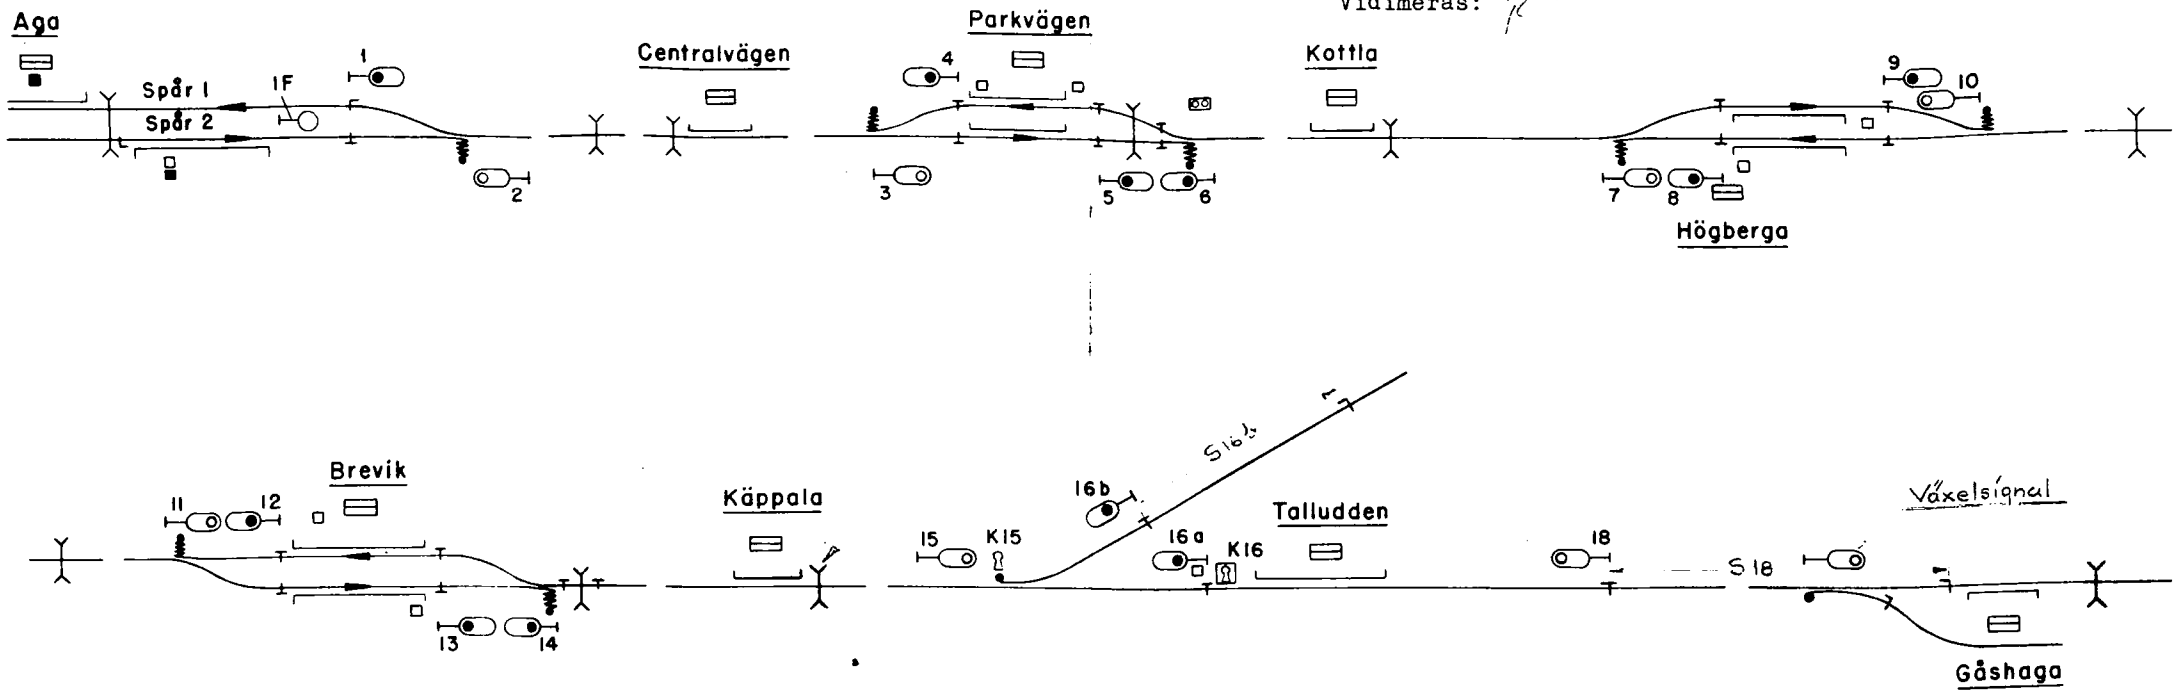 Vidimeras:
Aga
Centralvägen
Parkvägen
Kottla
Spår 1
Spår 2
1F
1
2
3
4
5
6
7
8
9
10
Högberga
Brevik
11
12
13
14
Käppala
15
K15
16b
S16b
16a
K16
Talludden
18
S18
Växelsignal
Gåshaga